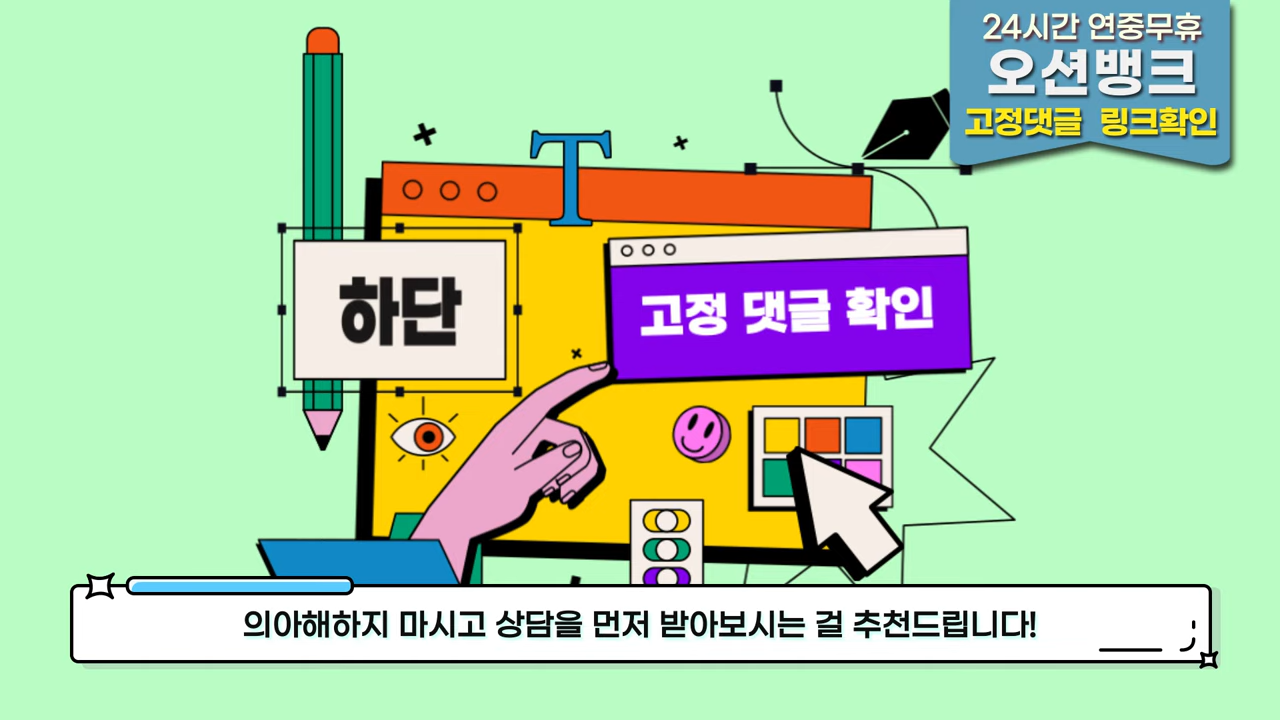 24시간 연중무휴
오션뱅크
고정댓글 링크확인
T
하단
고정 댓글 확인
의아해하지 마시고 상담을 먼저 받아보시는 걸 추천드립니다!